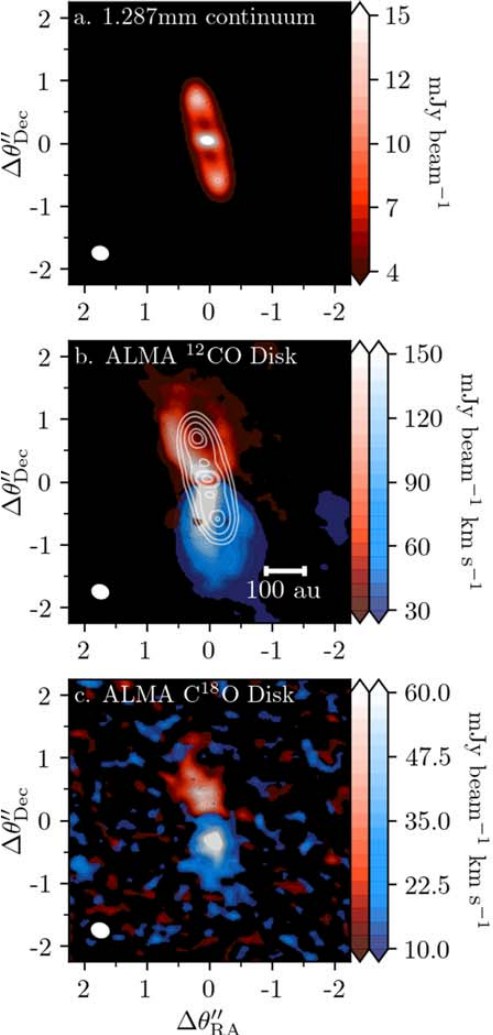 a. 1.287mm continuum
2
1
0
-1
-2
Δθ″Dec
2 1 0 -1 -2
15
12
10
7
4
mJy beam⁻¹
b. ALMA ¹²CO Disk
2
1
0
-1
-2
Δθ″Dec
100 au
2 1 0 -1 -2
150
120
90
60
30
mJy beam⁻¹ km s⁻¹
c. ALMA C¹⁸O Disk
2
1
0
-1
-2
Δθ″Dec
2 1 0 -1 -2
Δθ″RA
60.0
47.5
35.0
22.5
10.0
mJy beam⁻¹ km s⁻¹